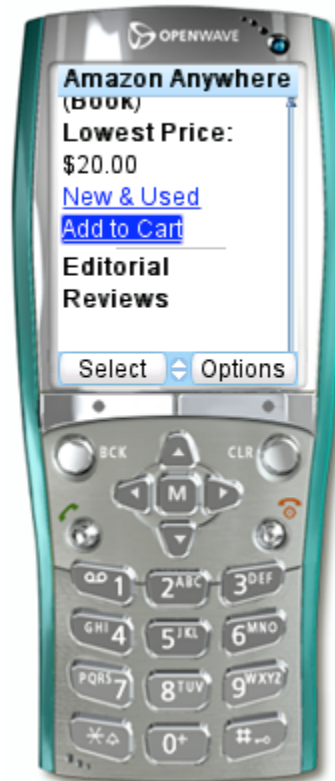 OPENWAVE
Amazon Anywhere
(Book)
Lowest Price:
$20.00
New & Used
Add to Cart
Editorial
Reviews
Select Options
BCK CLR
M
1 2ABC 3DEF
GHI4 5JKL 6MNO
PQRS7 8TUV 9WXYZ
* 0+ #